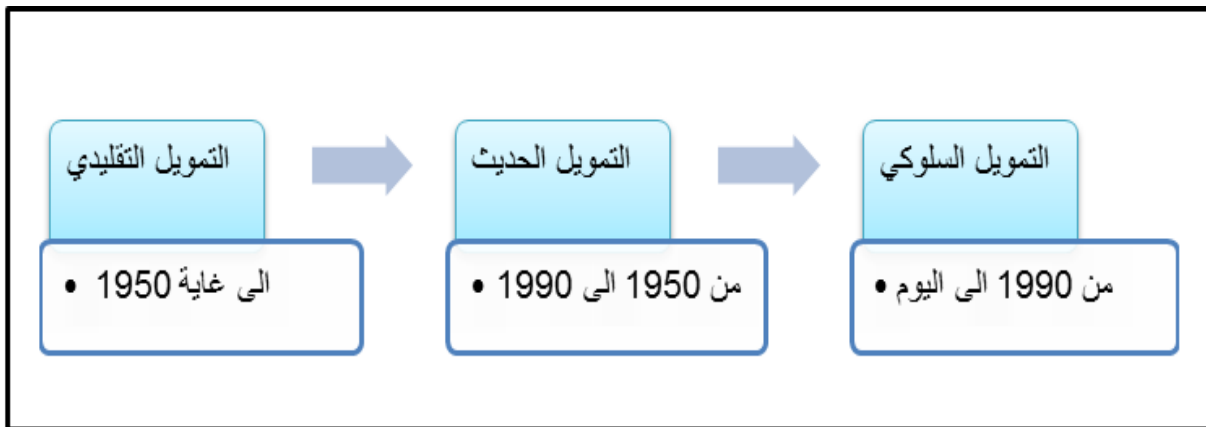 التمويل التقليدي
الى غاية 1950 •
التمويل الحديث
من 1950 الى 1990 •
التمويل السلوكي
من 1990 الى اليوم •